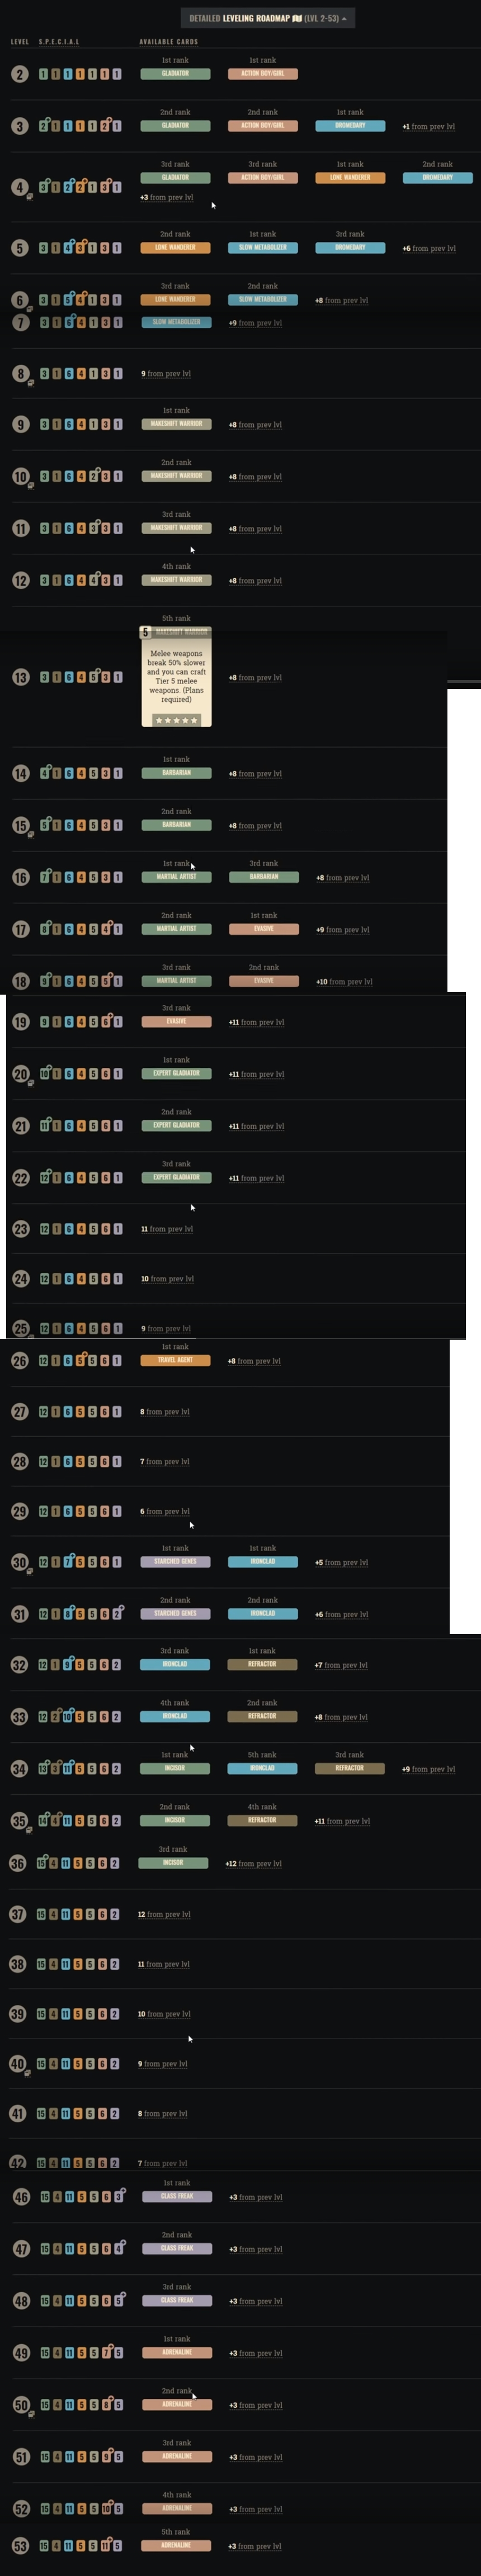 DETAILED LEVELING ROADMAP (LVL 2-53)
LEVEL S.P.E.C.I.A.L AVAILABLE CARDS
1st rank 1st rank
2 1 1 1 1 1 1 1 GLADIATOR ACTION BOY/GIRL
2nd rank 2nd rank 1st rank
3 2 1 1 1 1 2 1 GLADIATOR ACTION BOY/GIRL DROMEDARY +1 from prev lvl
3rd rank 3rd rank 1st rank 2nd rank
4 3 1 2 2 1 3 1 GLADIATOR ACTION BOY/GIRL LONE WANDERER DROMEDARY
+3 from prev lvl
2nd rank 1st rank 3rd rank
5 3 1 4 3 1 3 1 LONE WANDERER SLOW METABOLIZER DROMEDARY +6 from prev lvl
3rd rank 2nd rank
6 3 1 5 4 1 3 1 LONE WANDERER SLOW METABOLIZER +8 from prev lvl
7 3 1 6 4 1 3 1 SLOW METABOLIZER +9 from prev lvl
8 3 1 6 4 1 3 1 9 from prev lvl
1st rank
9 3 1 6 4 1 3 1 MAKESHIFT WARRIOR +8 from prev lvl
2nd rank
10 3 1 6 4 2 3 1 MAKESHIFT WARRIOR +8 from prev lvl
3rd rank
11 3 1 6 4 3 3 1 MAKESHIFT WARRIOR +8 from prev lvl
4th rank
12 3 1 6 4 4 3 1 MAKESHIFT WARRIOR +8 from prev lvl
5th rank
5 MAKESHIFT WARRIOR
Melee weapons
break 50% slower
and you can craft
13 3 1 6 4 5 3 1 Tier 5 melee +8 from prev lvl
weapons. (Plans
required)
1st rank
14 4 1 6 4 5 3 1 BARBARIAN +8 from prev lvl
2nd rank
15 5 1 6 4 5 3 1 BARBARIAN +8 from prev lvl
1st rank 3rd rank
16 7 1 6 4 5 3 1 MARTIAL ARTIST BARBARIAN +8 from prev lvl
2nd rank 1st rank
17 8 1 6 4 5 4 1 MARTIAL ARTIST EVASIVE +9 from prev lvl
3rd rank 2nd rank
18 9 1 6 4 5 5 1 MARTIAL ARTIST EVASIVE +10 from prev lvl
3rd rank
19 9 1 6 4 5 6 1 EVASIVE +11 from prev lvl
1st rank
20 10 1 6 4 5 6 1 EXPERT GLADIATOR +11 from prev lvl
2nd rank
21 11 1 6 4 5 6 1 EXPERT GLADIATOR +11 from prev lvl
3rd rank
22 12 1 6 4 5 6 1 EXPERT GLADIATOR +11 from prev lvl
23 12 1 6 4 5 6 1 11 from prev lvl
24 12 1 6 4 5 6 1 10 from prev lvl
25 12 1 6 4 5 6 1 9 from prev lvl
1st rank
26 12 1 6 5 5 6 1 TRAVEL AGENT +8 from prev lvl
27 12 1 6 5 5 6 1 8 from prev lvl
28 12 1 6 5 5 6 1 7 from prev lvl
29 12 1 6 5 5 6 1 6 from prev lvl
1st rank 1st rank
30 12 1 7 5 5 6 1 STARCHED GENES IRONCLAD +5 from prev lvl
2nd rank 2nd rank
31 12 1 8 5 5 6 2 STARCHED GENES IRONCLAD +6 from prev lvl
3rd rank 1st rank
32 12 1 9 5 5 6 2 IRONCLAD REFRACTOR +7 from prev lvl
4th rank 2nd rank
33 12 2 10 5 5 6 2 IRONCLAD REFRACTOR +8 from prev lvl
1st rank 5th rank 3rd rank
34 13 3 11 5 5 6 2 INCISOR IRONCLAD REFRACTOR +9 from prev lvl
2nd rank 4th rank
35 14 4 11 5 5 6 2 INCISOR REFRACTOR +11 from prev lvl
3rd rank
36 15 4 11 5 5 6 2 INCISOR +12 from prev lvl
37 15 4 11 5 5 6 2 12 from prev lvl
38 15 4 11 5 5 6 2 11 from prev lvl
39 15 4 11 5 5 6 2 10 from prev lvl
40 15 4 11 5 5 6 2 9 from prev lvl
41 15 4 11 5 5 6 2 8 from prev lvl
42 15 4 11 5 5 6 2 7 from prev lvl
1st rank
46 15 4 11 5 5 6 3 CLASS FREAK +3 from prev lvl
2nd rank
47 15 4 11 5 5 6 4 CLASS FREAK +3 from prev lvl
3rd rank
48 15 4 11 5 5 6 5 CLASS FREAK +3 from prev lvl
1st rank
49 15 4 11 5 5 7 5 ADRENALINE +3 from prev lvl
2nd rank
50 15 4 11 5 5 8 5 ADRENALINE +3 from prev lvl
3rd rank
51 15 4 11 5 5 9 5 ADRENALINE +3 from prev lvl
4th rank
52 15 4 11 5 5 10 5 ADRENALINE +3 from prev lvl
5th rank
53 15 4 11 5 5 11 5 ADRENALINE +3 from prev lvl